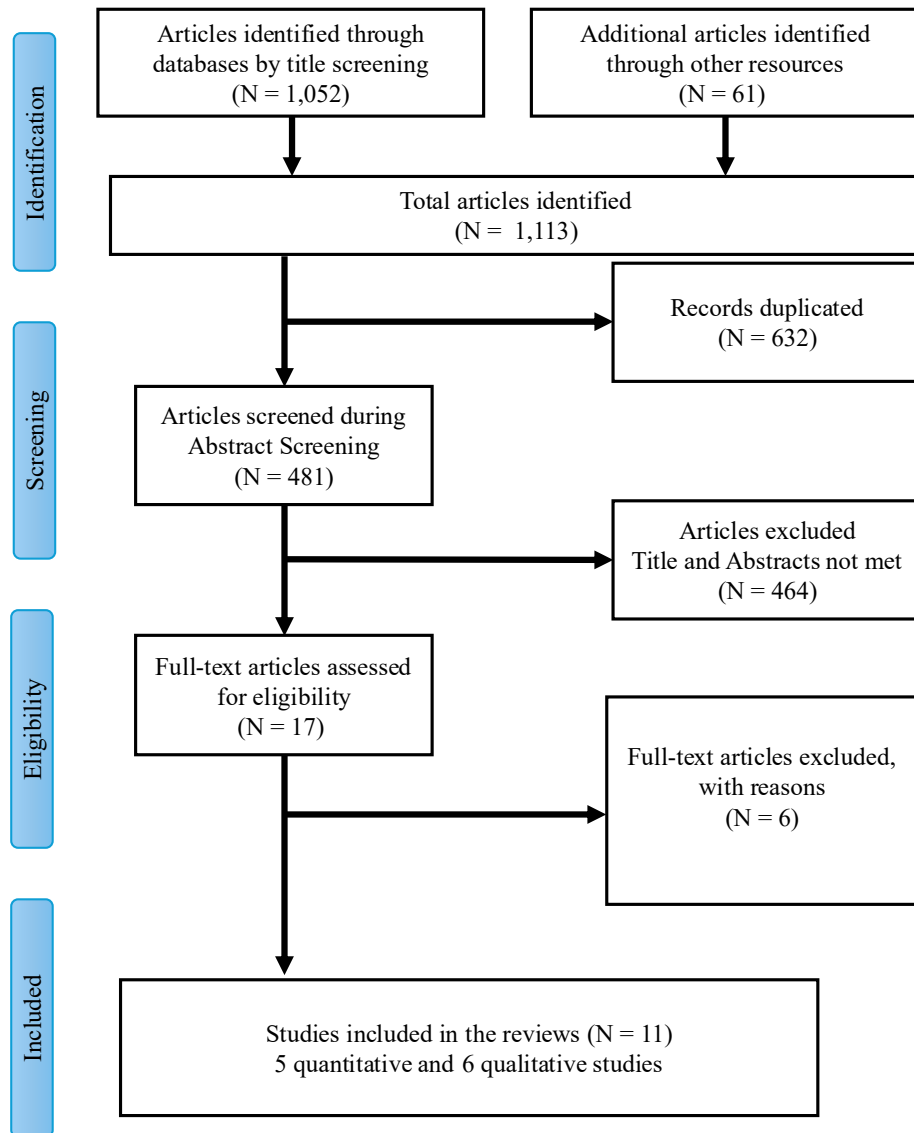 Identification
Articles identified through
databases by title screening
(N = 1,052)
Additional articles identified
through other resources
(N = 61)
Total articles identified
(N = 1,113)
Screening
Records duplicated
(N = 632)
Articles screened during
Abstract Screening
(N = 481)
Articles excluded
Title and Abstracts not met
(N = 464)
Eligibility
Full-text articles assessed
for eligibility
(N = 17)
Full-text articles excluded,
with reasons
(N = 6)
Included
Studies included in the reviews (N = 11)
5 quantitative and 6 qualitative studies